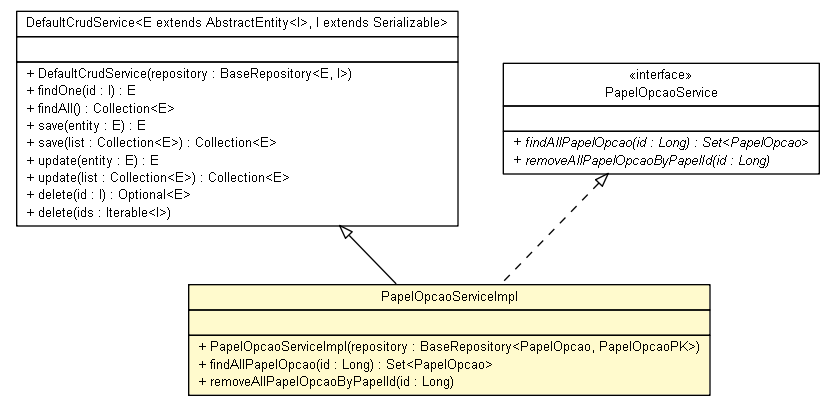 DefaultCrudService<E extends AbstractEntity<I>, I extends Serializable>
+ DefaultCrudService(repository : BaseRepository<E, I>)
+ findOne(id : I) : E
+ findAll() : Collection<E>
+ save(entity : E) : E
+ save(list : Collection<E>) : Collection<E>
+ update(entity : E) : E
+ update(list : Collection<E>) : Collection<E>
+ delete(id : I) : Optional<E>
+ delete(ids : Iterable<I>)
«interface»
PapelOpcaoService
+ findAllPapelOpcao(id : Long) : Set<PapelOpcao>
+ removeAllPapelOpcaoByPapelId(id : Long)
PapelOpcaoServiceImpl
+ PapelOpcaoServiceImpl(repository : BaseRepository<PapelOpcao, PapelOpcaoPK>)
+ findAllPapelOpcao(id : Long) : Set<PapelOpcao>
+ removeAllPapelOpcaoByPapelId(id : Long)